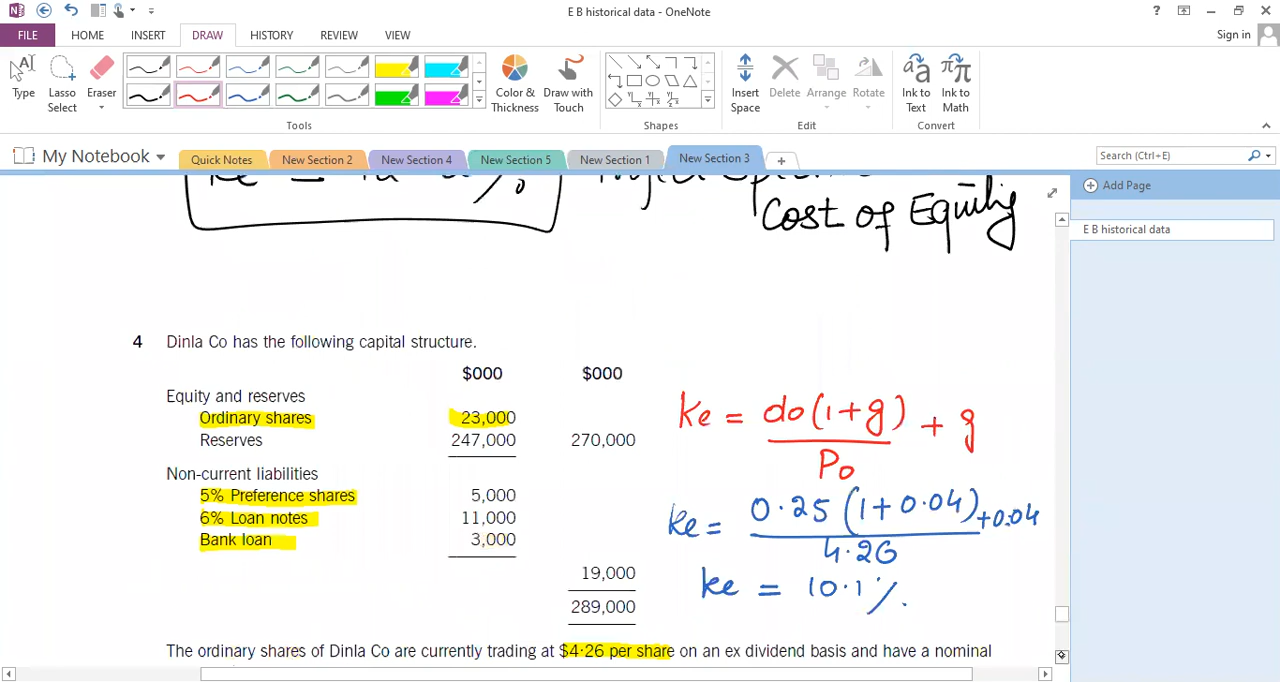 E B historical data - OneNote
Sign in
FILE HOME INSERT DRAW HISTORY REVIEW VIEW
Type
Lasso Select
Eraser
Color & Thickness
Draw with Touch
Insert Space
Delete
Arrange
Rotate
Ink to Text
Ink to Math
Tools
Shapes
Edit
Convert
My Notebook
Quick Notes New Section 2 New Section 4 New Section 5 New Section 1 New Section 3
Search (Ctrl+E)
Add Page
E B historical data
Cost of Equity
4 Dinla Co has the following capital structure.
$000 $000
Equity and reserves
Ordinary shares 23,000
Reserves 247,000 270,000
Non-current liabilities
5% Preference shares 5,000
6% Loan notes 11,000
Bank loan 3,000
19,000
289,000
Ke = do(1+g) + g
Po
Ke = 0.25 (1+0.04) +0.04
4.26
Ke = 10.1%
The ordinary shares of Dinla Co are currently trading at $4·26 per share on an ex dividend basis and have a nominal